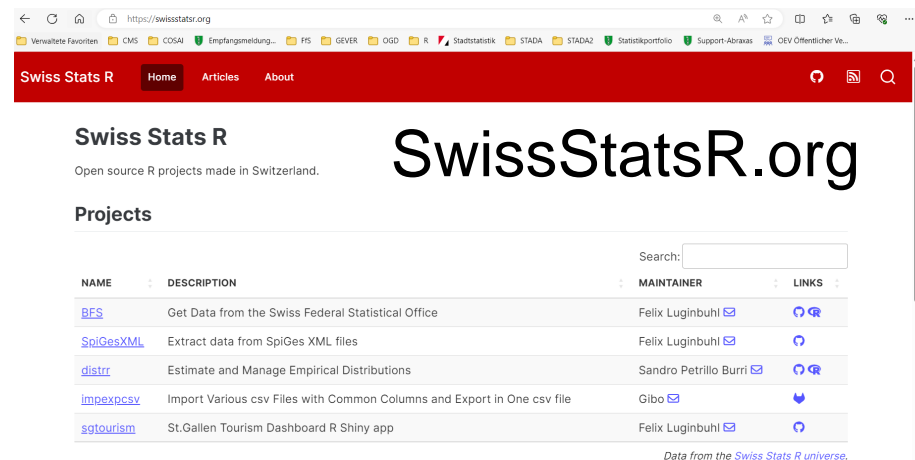 https://swissstatsr.org
Verwaltete Favoriten CMS COSAI Empfangsmeldung... FfS GEVER OGD R Stadtstatistik STADA STADA2 Statistikportfolio Support-Abraxas OEV Öffentlicher Ve...
Swiss Stats R Home Articles About
Swiss Stats R
SwissStatsR.org
Open source R projects made in Switzerland.
Projects
Search:
NAME DESCRIPTION MAINTAINER LINKS
BFS Get Data from the Swiss Federal Statistical Office Felix Luginbuhl
SpiGesXML Extract data from SpiGes XML files Felix Luginbuhl
distrr Estimate and Manage Empirical Distributions Sandro Petrillo Burri
impexpcsv Import Various csv Files with Common Columns and Export in One csv file Gibo
sgtourism St.Gallen Tourism Dashboard R Shiny app Felix Luginbuhl
Data from the Swiss Stats R universe.